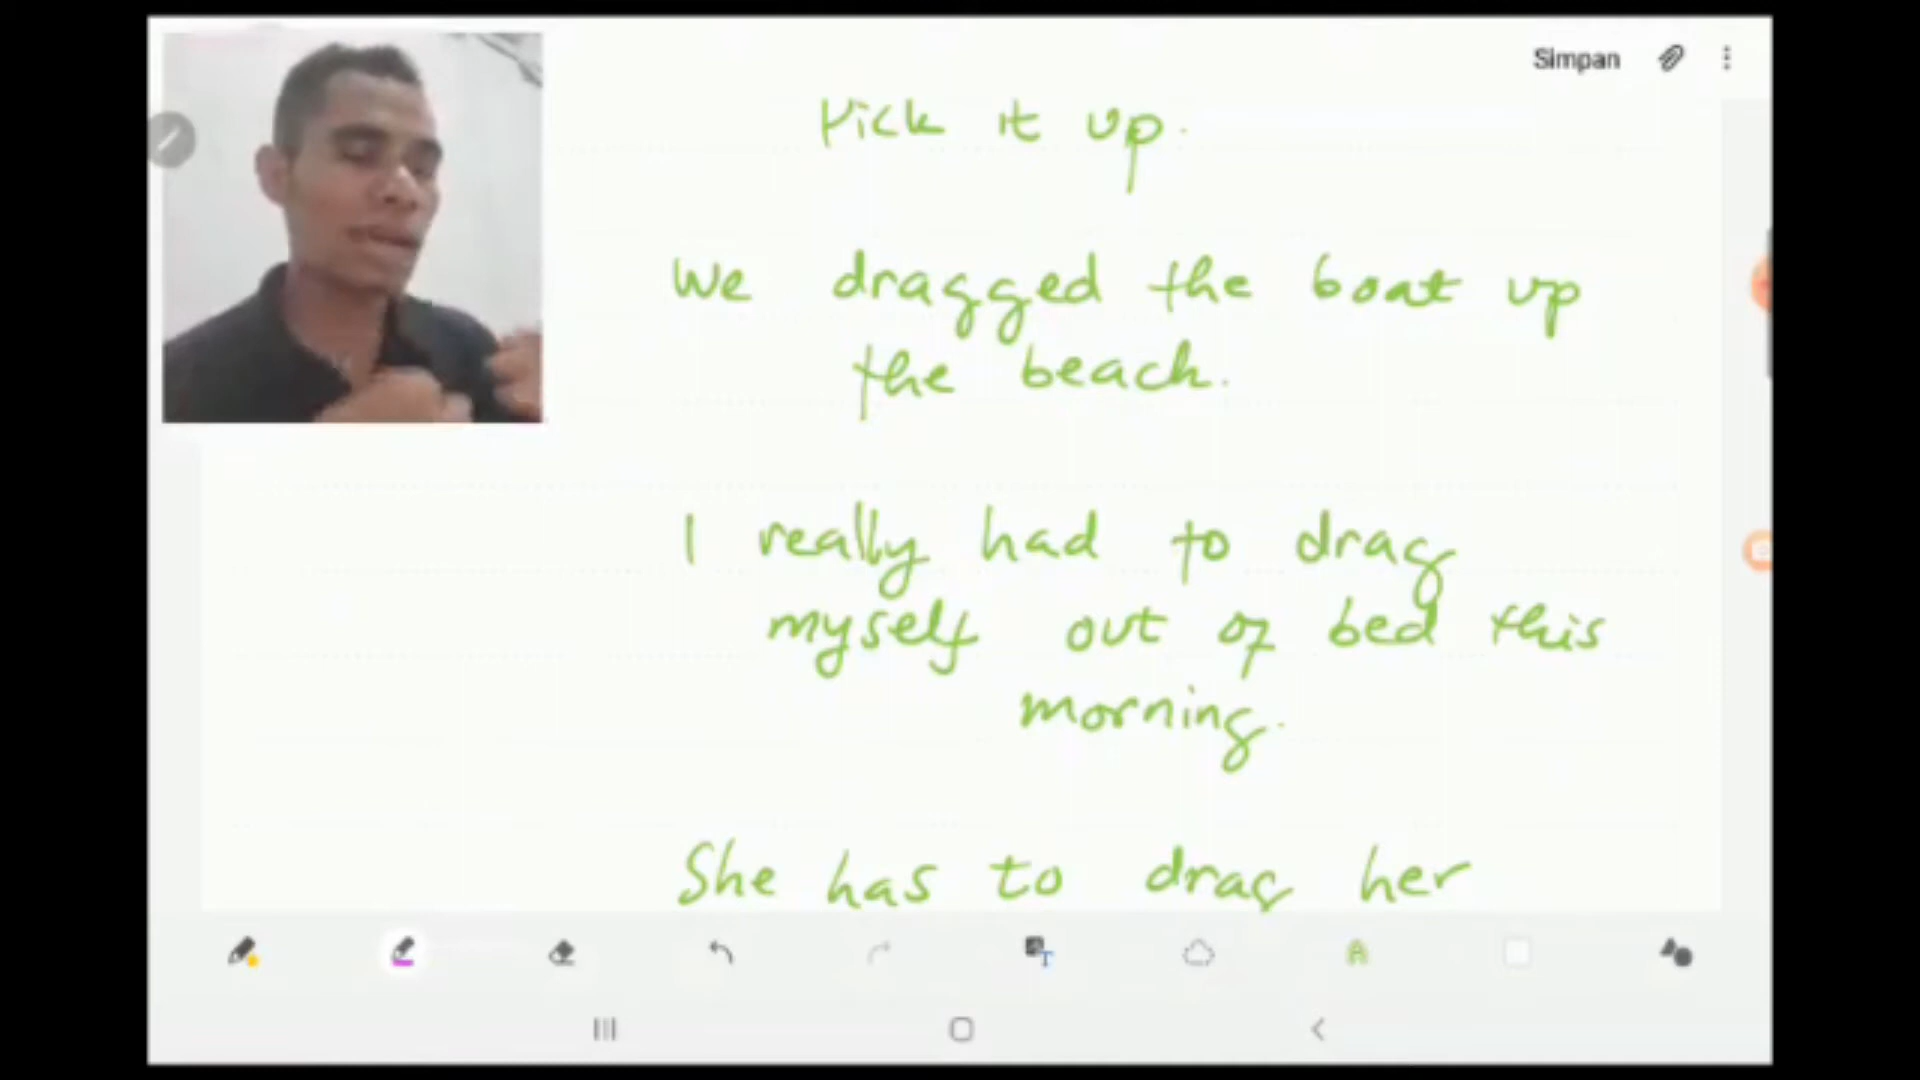 Simpan
Pick it up.
We dragged the boat up
the beach.
I really had to drag
myself out of bed this
morning.
She has to drag her